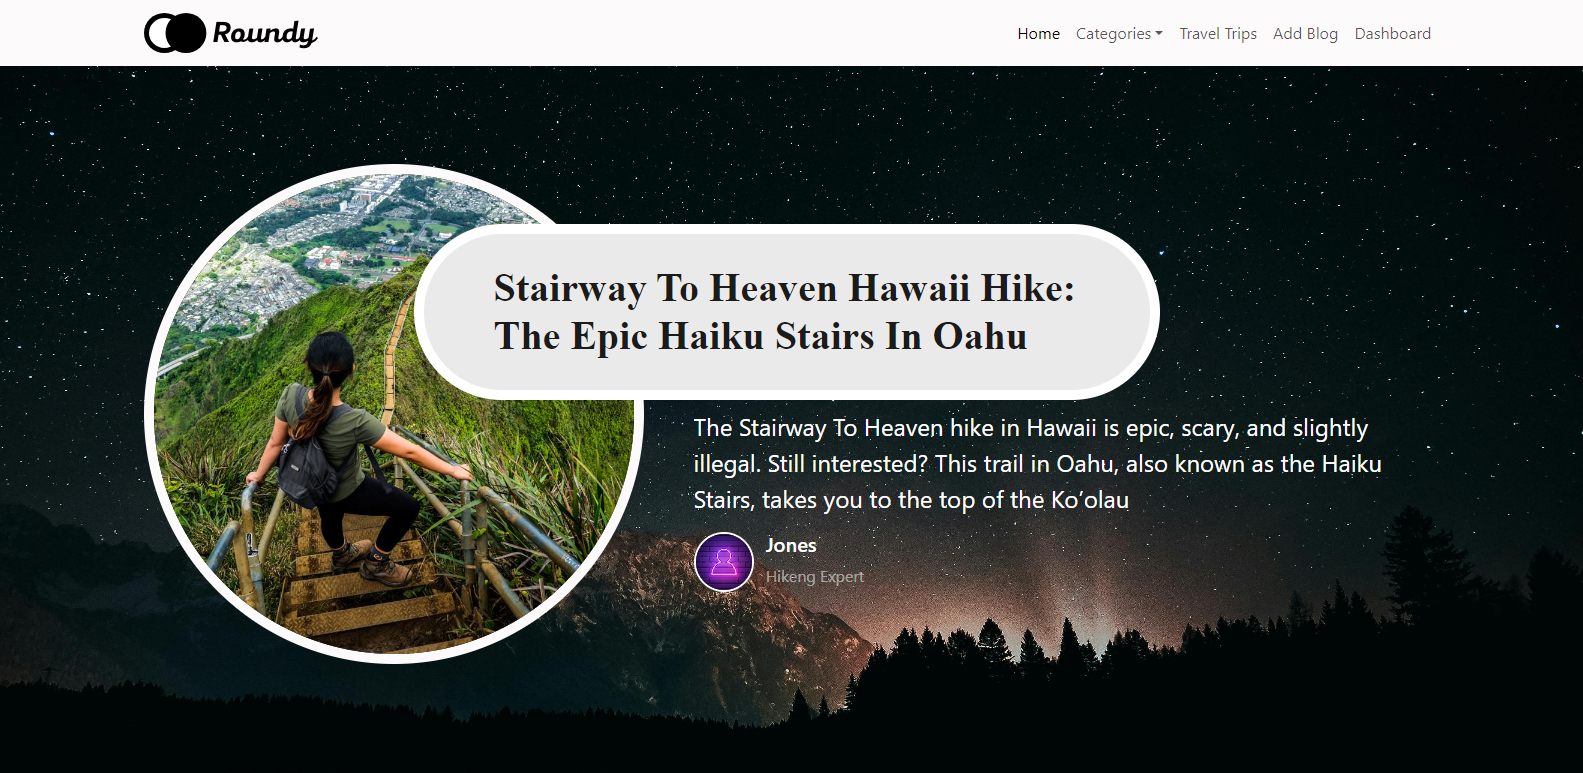 Roundy
Home Categories Travel Trips Add Blog Dashboard
Stairway To Heaven Hawaii Hike:
The Epic Haiku Stairs In Oahu
The Stairway To Heaven hike in Hawaii is epic, scary, and slightly
illegal. Still interested? This trail in Oahu, also known as the Haiku
Stairs, takes you to the top of the Ko‘olau
Jones
Hikeng Expert